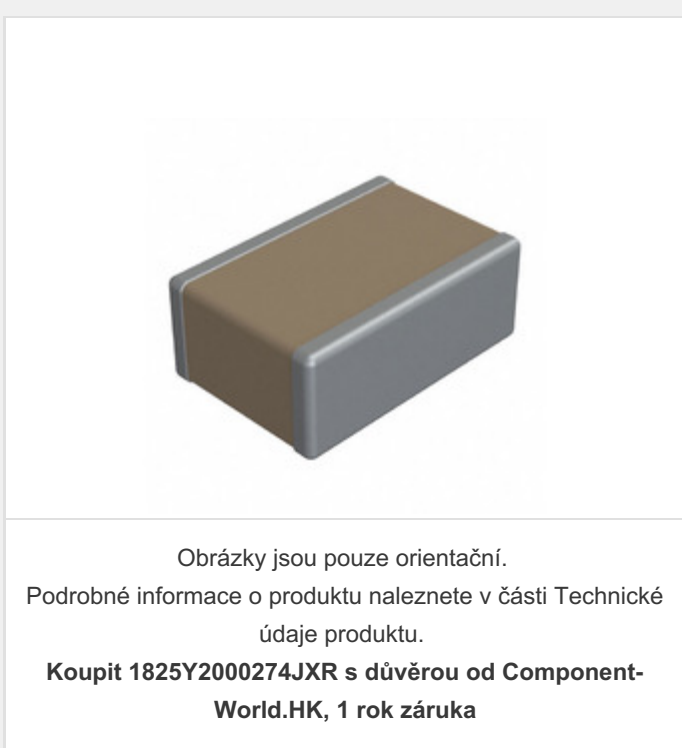 Obrázky jsou pouze orientační.
Podrobné informace o produktu naleznete v části Technické
údaje produktu.
Koupit 1825Y2000274JXR s důvěrou od Component-
World.HK, 1 rok záruka